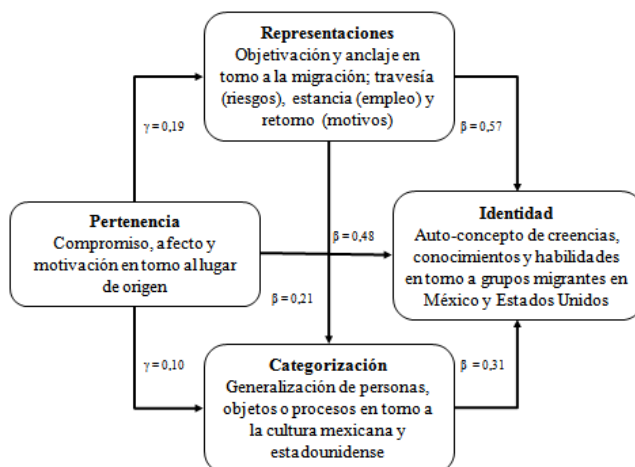 Representaciones
Objetivación y anclaje en
torno a la migración; travesía
(riesgos), estancia (empleo) y
retorno (motivos)
γ = 0,19
β = 0,57
Pertenencia
Compromiso, afecto y
motivación en torno al lugar
de origen
β = 0,48
Identidad
Auto-concepto de creencias,
conocimientos y habilidades
en torno a grupos migrantes en
México y Estados Unidos
β = 0,21
γ = 0,10
Categorización
Generalización de personas,
objetos o procesos en torno a
la cultura mexicana y
estadounidense
β = 0,31